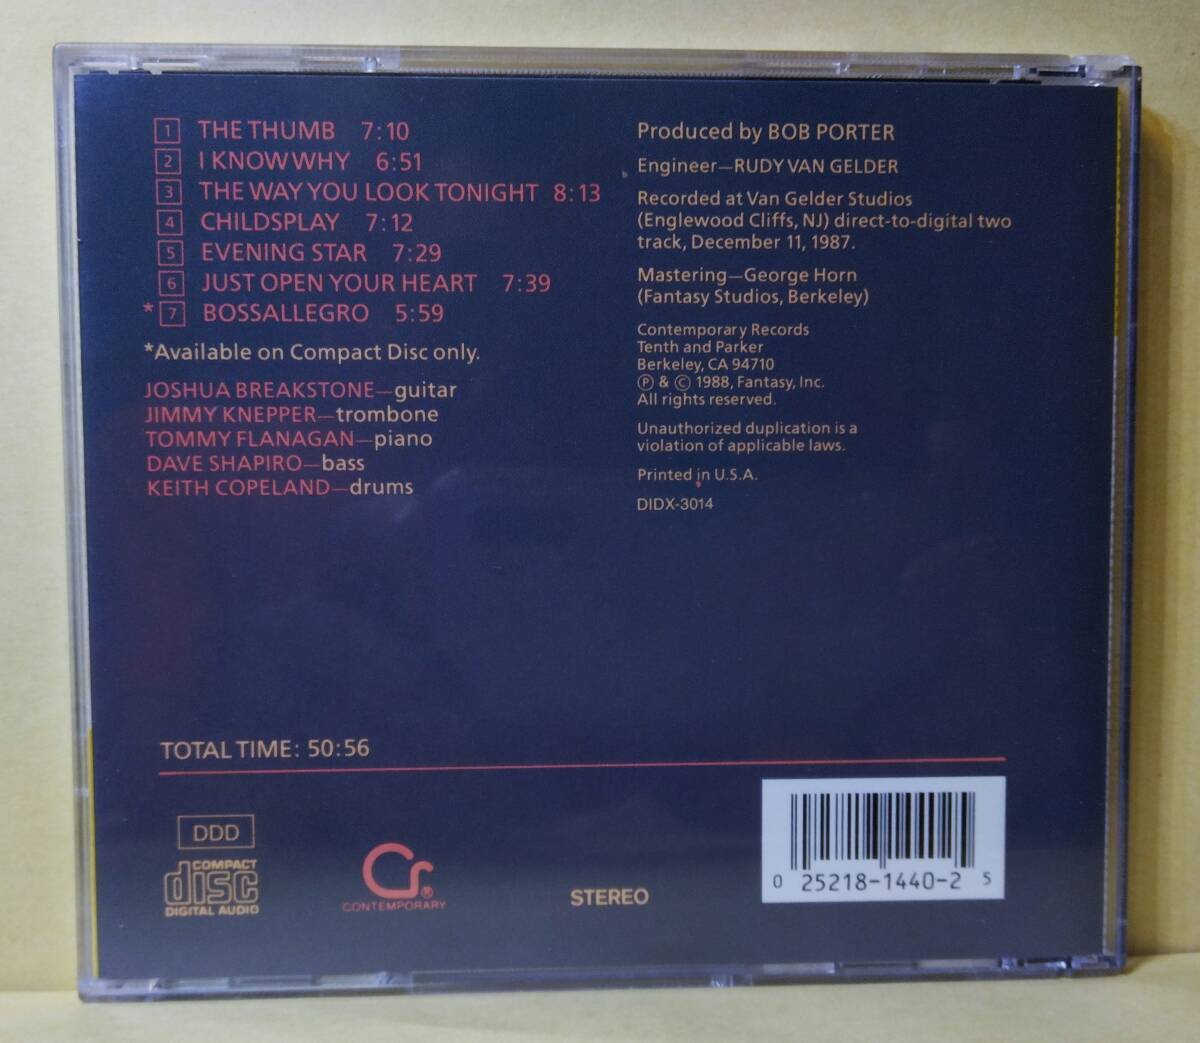 1 THE THUMB 7:10
2 I KNOW WHY 6:51
3 THE WAY YOU LOOK TONIGHT 8:13
4 CHILDSPLAY 7:12
5 EVENING STAR 7:29
6 JUST OPEN YOUR HEART 7:39
* 7 BOSSALLEGRO 5:59
*Available on Compact Disc only.
JOSHUA BREAKSTONE—guitar
JIMMY KNEPPER—trombone
TOMMY FLANAGAN—piano
DAVE SHAPIRO—bass
KEITH COPELAND—drums
Produced by BOB PORTER
Engineer—RUDY VAN GELDER
Recorded at Van Gelder Studios
(Englewood Cliffs, NJ) direct-to-digital two
track, December 11, 1987.
Mastering—George Horn
(Fantasy Studios, Berkeley)
Contemporary Records
Tenth and Parker
Berkeley, CA 94710
℗ & © 1988, Fantasy, Inc.
All rights reserved.
Unauthorized duplication is a
violation of applicable laws.
Printed in U.S.A.
DIDX-3014
TOTAL TIME: 50:56
DDD
COMPACT
disc
DIGITAL AUDIO
Cr®
CONTEMPORARY
STEREO
0 25218-1440-2 5